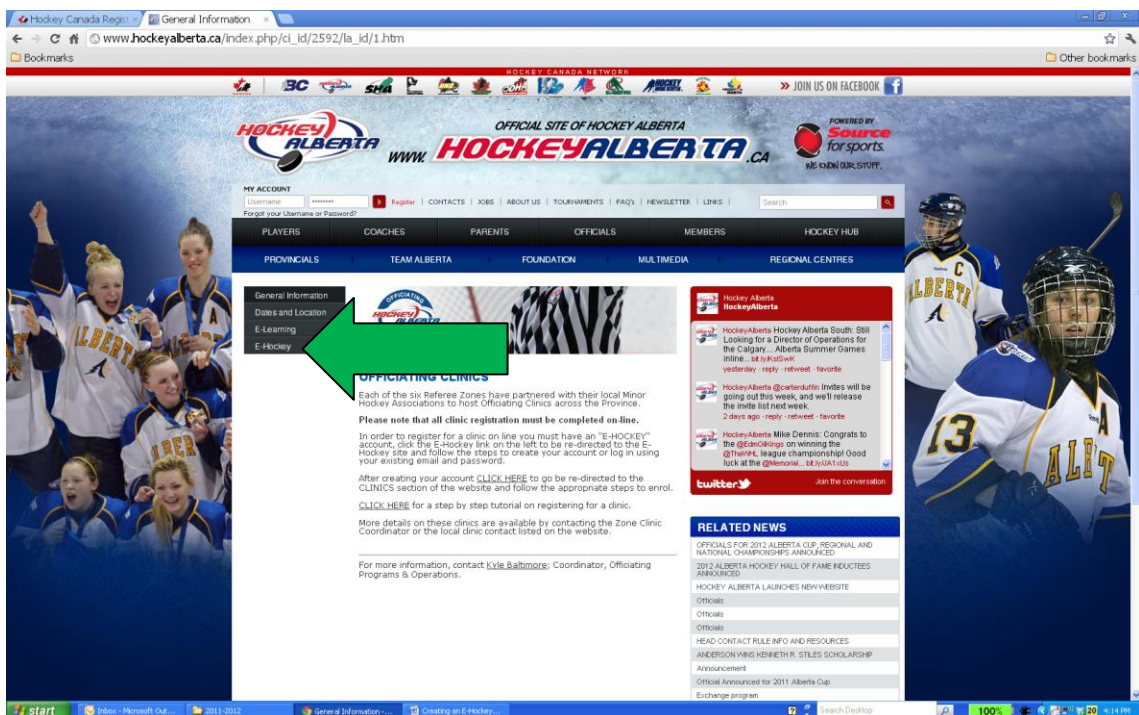 Hockey Canada Regist
General Information
www.hockeyalberta.ca/index.php/ci_id/2592/la_id/1.htm
Bookmarks
Other bookmarks
HOCKEY CANADA NETWORK
BC
SHA
JOIN US ON FACEBOOK
HOCKEY ALBERTA
OFFICIAL SITE OF HOCKEY ALBERTA
WWW. HOCKEYALBERTA .CA
POWERED BY
Source
for sports.
WE KNOW OUR STUFF.
MY ACCOUNT
Username
Register | CONTACTS | JOBS | ABOUT US | TOURNAMENTS | FAQ's | NEWSLETTER | LINKS |
Search
Forgot your Username or Password?
PLAYERS COACHES PARENTS OFFICIALS MEMBERS HOCKEY HUB
PROVINCIALS TEAM ALBERTA FOUNDATION MULTIMEDIA REGIONAL CENTRES
General Information
Dates and Location
E-Learning
E-Hockey
OFFICIATING
HOCKEY
OFFICIATING CLINICS
Each of the six Referee Zones have partnered with their local Minor
Hockey Associations to host Officiating Clinics across the Province.
Please note that all clinic registration must be completed on-line.
In order to register for a clinic on line you must have an "E-HOCKEY"
account, click the E-Hockey link on the left to be re-directed to the E-
Hockey site and follow the steps to create your account or log in using
your existing email and password.
After creating your account CLICK HERE to go be re-directed to the
CLINICS section of the website and follow the appropriate steps to enrol.
CLICK HERE for a step by step tutorial on registering for a clinic.
More details on these clinics are available by contacting the Zone Clinic
Coordinator or the local clinic contact listed on the website.
For more information, contact Kyle Baltimore; Coordinator, Officiating
Programs & Operations.
Hockey Alberta
HockeyAlberta
HockeyAlberta Hockey Alberta South: Still
Looking for a Director of Operations for
the Calgary.... Alberta Summer Games
inline...
yesterday · reply · retweet · favorite
HockeyAlberta @carterduffin Invites will be
going out this week, and we'll release
the invite list next week.
2 days ago · reply · retweet · favorite
HockeyAlberta Mike Dennis: Congrats to
the @EdmOilKings on winning the
@TheWHL league championship! Good
luck at the @Memorial...
twitter
Join the conversation
RELATED NEWS
OFFICIALS FOR 2012 ALBERTA CUP, REGIONAL AND
NATIONAL CHAMPIONSHIPS ANNOUNCED
2012 ALBERTA HOCKEY HALL OF FAME INDUCTEES
ANNOUNCED
HOCKEY ALBERTA LAUNCHES NEW WEBSITE
Officials
Officials
Officials
HEAD CONTACT RULE INFO AND RESOURCES
ANDERSON WINS KENNETH R. STILES SCHOLARSHIP
Announcement
Official Announced for 2011 Alberta Cup
Exchange program
ALBERTA
C
A
13
start
Inbox - Microsoft Out...
2011-2012
General Information -...
Creating an E-Hockey...
Search Desktop
100%
20
4:14 PM